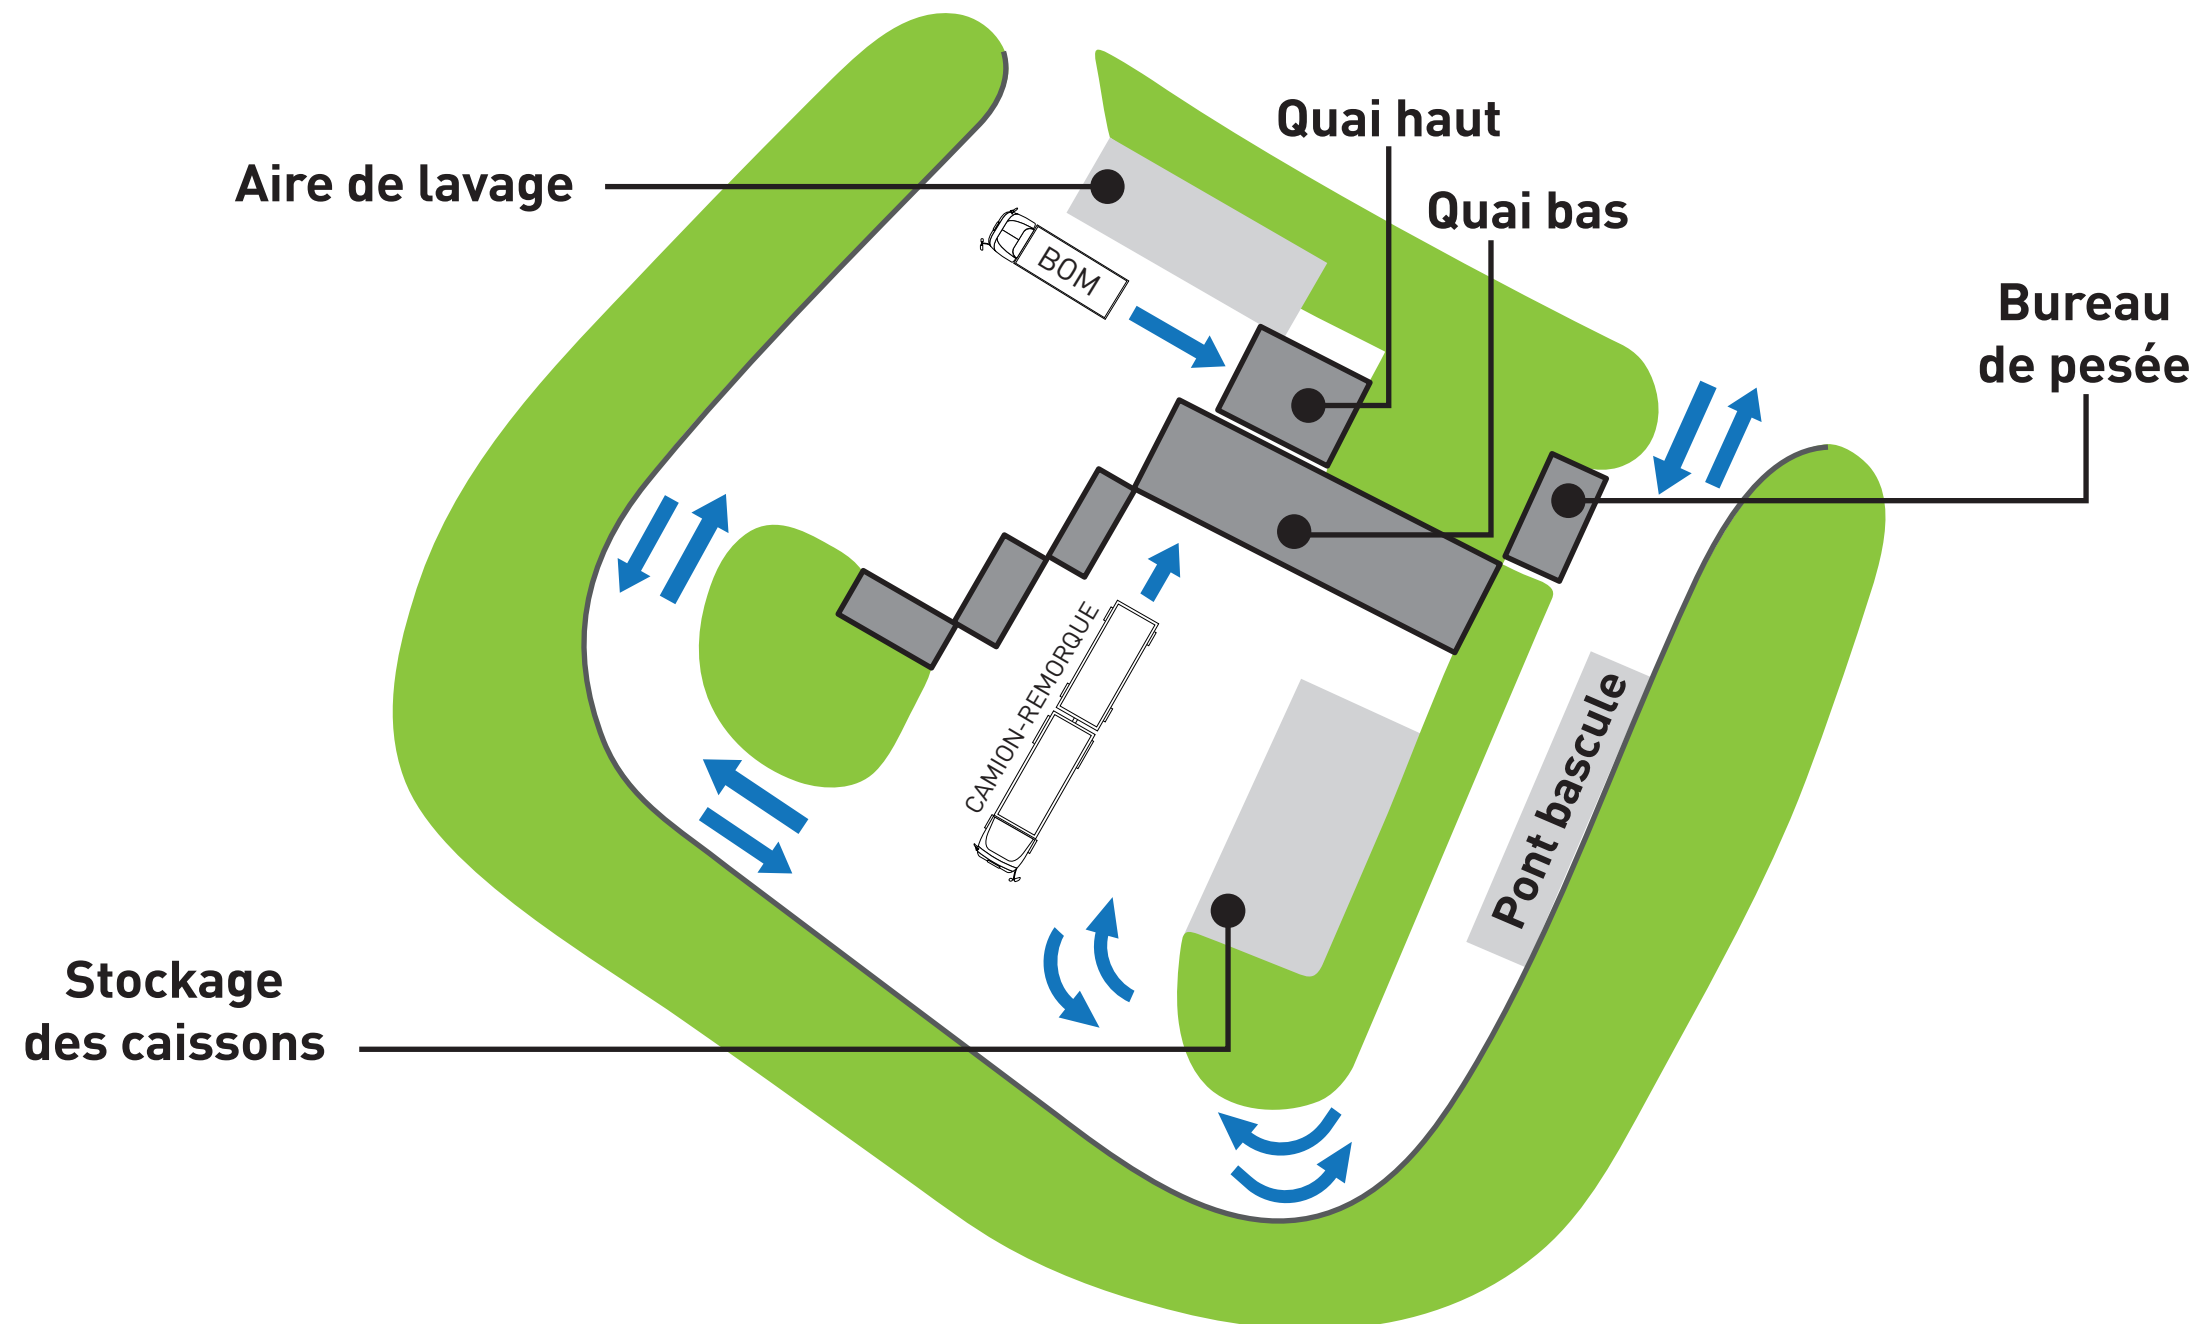 Quai haut
Aire de lavage
Quai bas
BOM
Bureau
de pesée
CAMION-REMORQUE
Pont bascule
Stockage
des caissons